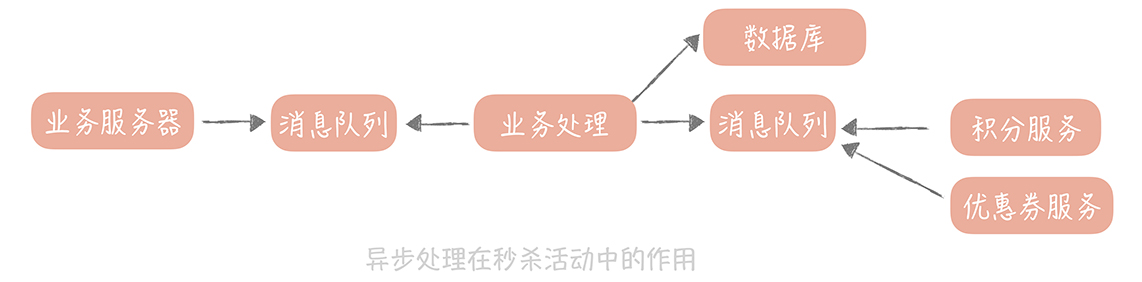 数据库
业务服务器
消息队列
业务处理
消息队列
积分服务
优惠券服务
异步处理在秒杀活动中的作用